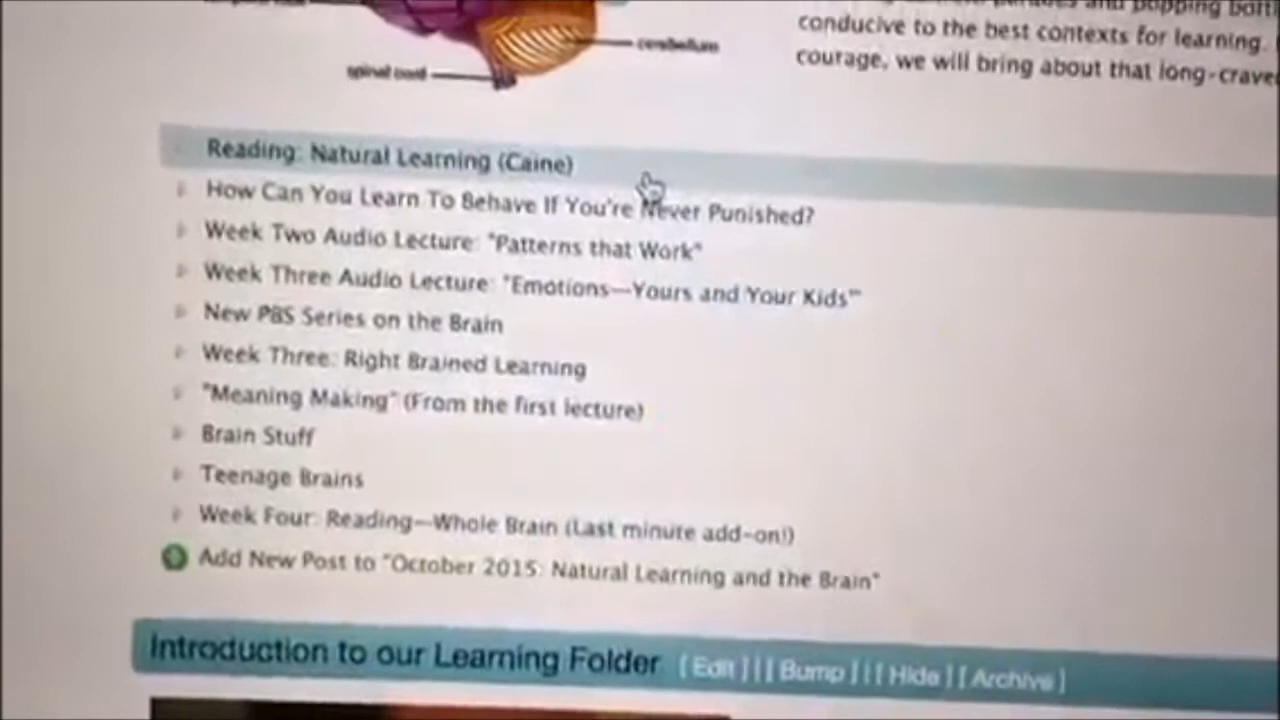 and popping
conducive to the best contexts for learning.
cerebellum
spinal cord
courage, we will bring about that long-crave
Reading: Natural Learning (Caine)
How Can You Learn To Behave If You're Never Punished?
Week Two Audio Lecture: "Patterns that Work"
Week Three Audio Lecture: "Emotions—Yours and Your Kids"'
New PBS Series on the Brain
Week Three: Right Brained Learning
"Meaning Making" (From the first lecture)
Brain Stuff
Teenage Brains
Week Four: Reading—Whole Brain (Last minute add-on!)
Add New Post to "October 2015: Natural Learning and the Brain"
Introduction to our Learning Folder [ Edit ] | [ Bump ] | [ Hide ] [ Archive ]